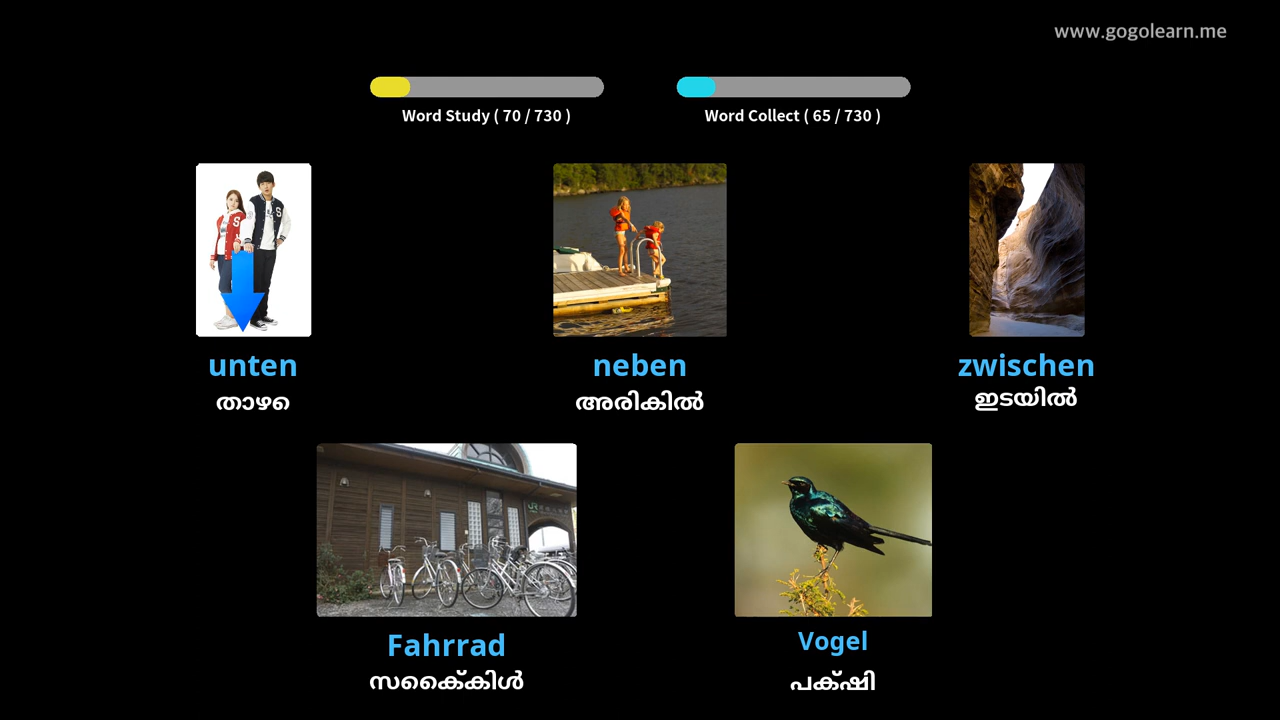 www.gogolearn.me
Word Study ( 70 / 730 )
Word Collect ( 65 / 730 )
unten
താഴെ
neben
അരികിൽ
zwischen
ഇടയിൽ
Fahrrad
സൈക്കിൾ
Vogel
പക്ഷി